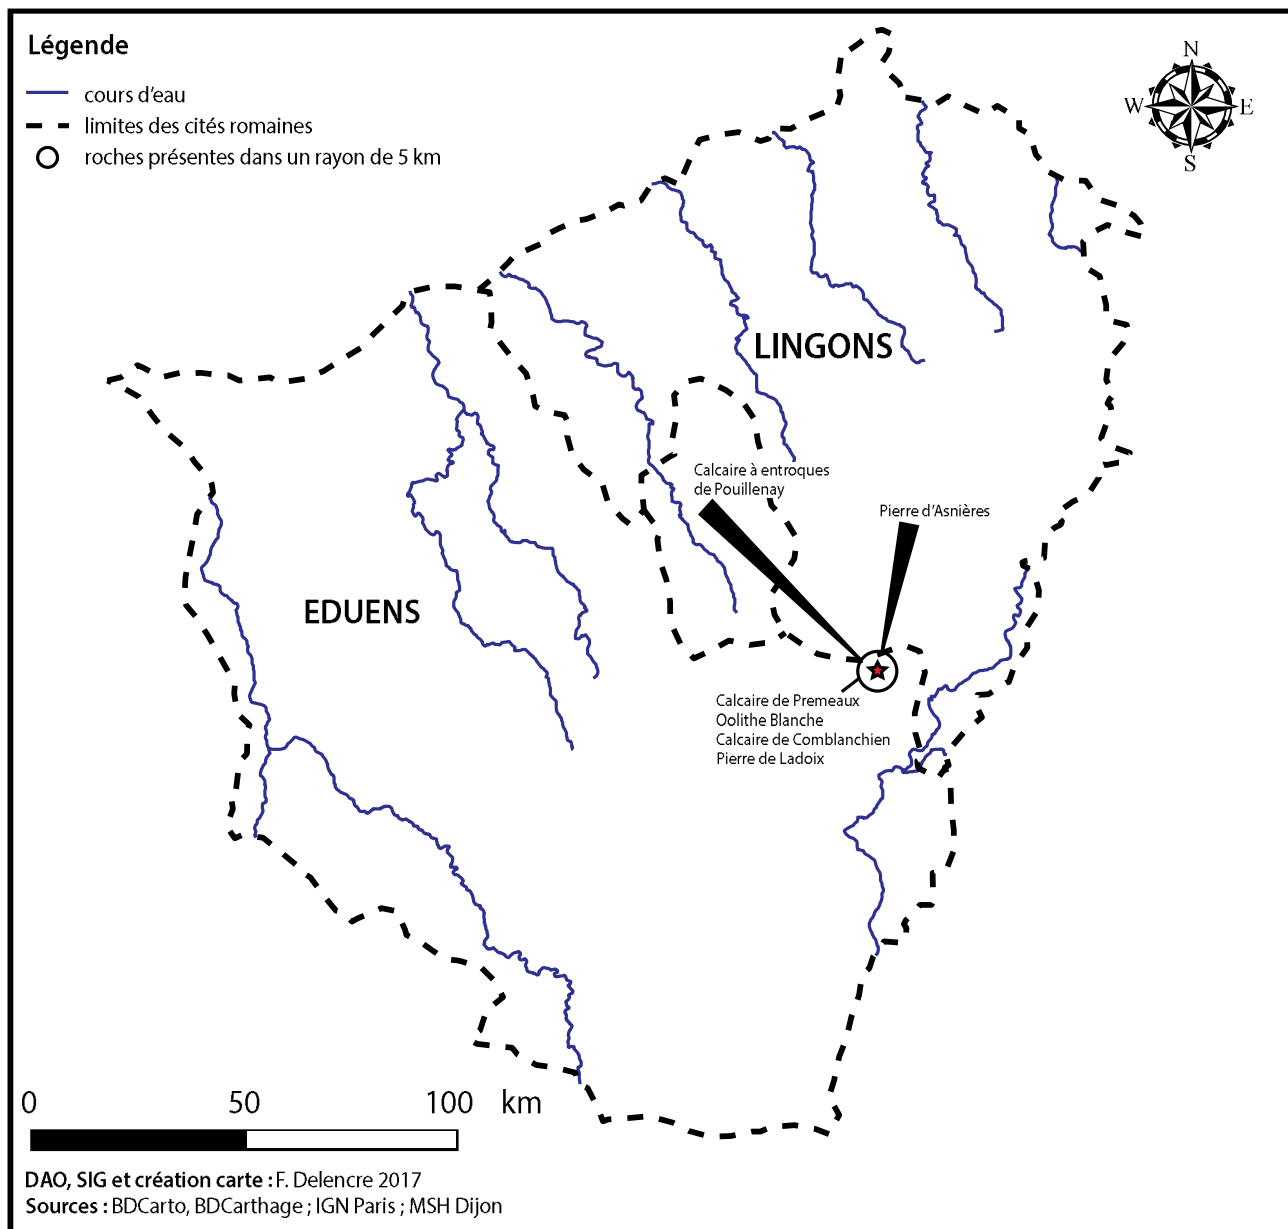 Légende
cours d'eau
limites des cités romaines
roches présentes dans un rayon de 5 km
N
W
E
S
LINGONS
Calcaire à entroques
de Pouillenay
Pierre d'Asnières
EDUENS
Calcaire de Premeaux
Oolithe Blanche
Calcaire de Comblanchien
Pierre de Ladoix
0 50 100 km
DAO, SIG et création carte : F. Delencre 2017
Sources : BDCarto, BDCarthage ; IGN Paris ; MSH Dijon